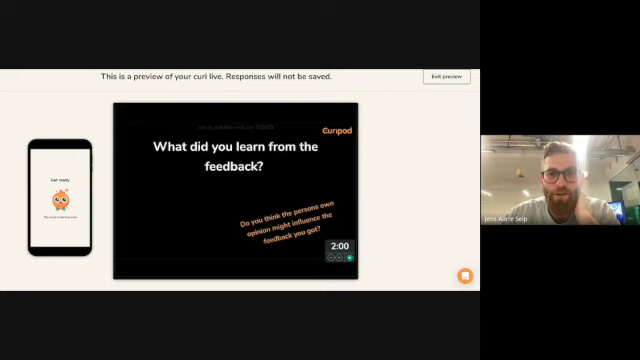 This is a preview of your curi live. Responses will not be saved.
Exit preview
Curipod
What did you learn from the
feedback?
Get ready
Do you think the persons own
opinion might influence the
feedback you got?
2:00
Jens Aarre Seip